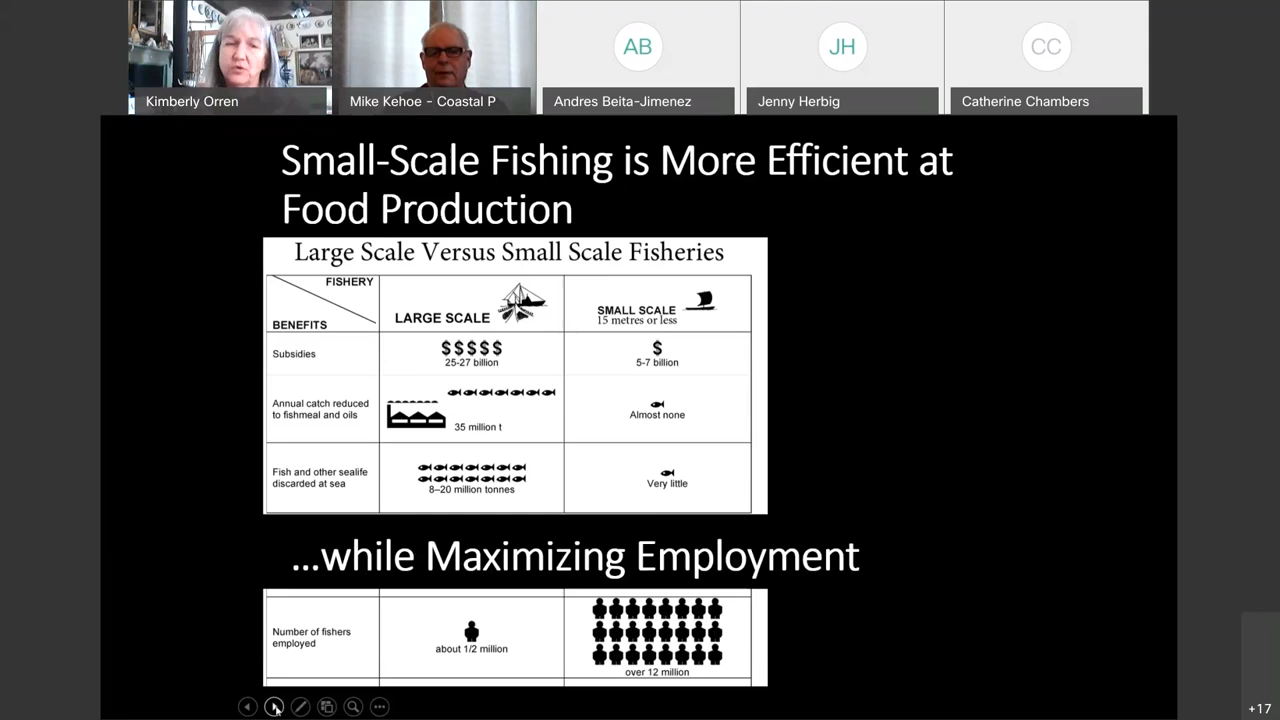 Kimberly Orren
Mike Kehoe - Coastal P
AB
Andres Beita-Jimenez
JH
Jenny Herbig
CC
Catherine Chambers
Small-Scale Fishing is More Efficient at
Food Production
Large Scale Versus Small Scale Fisheries
FISHERY
BENEFITS
LARGE SCALE
SMALL SCALE
15 metres or less
Subsidies
$$$$$
25-27 billion
$
5-7 billion
Annual catch reduced
to fishmeal and oils
35 million t
Almost none
Fish and other sealife
discarded at sea
8–20 million tonnes
Very little
...while Maximizing Employment
Number of fishers
employed
about 1/2 million
over 12 million
+17